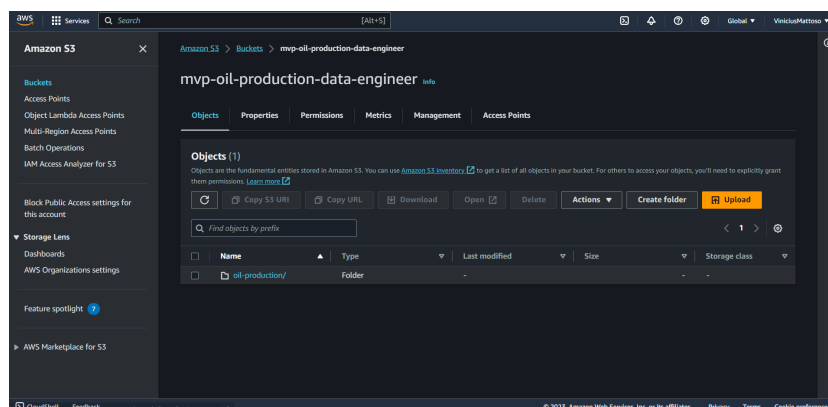 aws Services Search [Alt+S] Global ▼ ViniciusMattoso ▼
Amazon S3 ×
Buckets
Access Points
Object Lambda Access Points
Multi-Region Access Points
Batch Operations
IAM Access Analyzer for S3
Block Public Access settings for
this account
▼ Storage Lens
Dashboards
AWS Organizations settings
Feature spotlight 7
▶ AWS Marketplace for S3
Amazon S3 > Buckets > mvp-oil-production-data-engineer
mvp-oil-production-data-engineer Info
Objects Properties Permissions Metrics Management Access Points
Objects (1)
Objects are the fundamental entities stored in Amazon S3. You can use Amazon S3 inventory to get a list of all objects in your bucket. For others to access your objects, you'll need to explicitly grant
them permissions. Learn more
Copy S3 URI Copy URL Download Open Delete Actions ▼ Create folder Upload
Find objects by prefix < 1 >
Name ▲ Type ▽ Last modified ▽ Size ▽ Storage class ▽
oil-production/ Folder - - -
CloudShell Feedback © 2023, Amazon Web Services, Inc. or its affiliates. Privacy Terms Cookie preferences